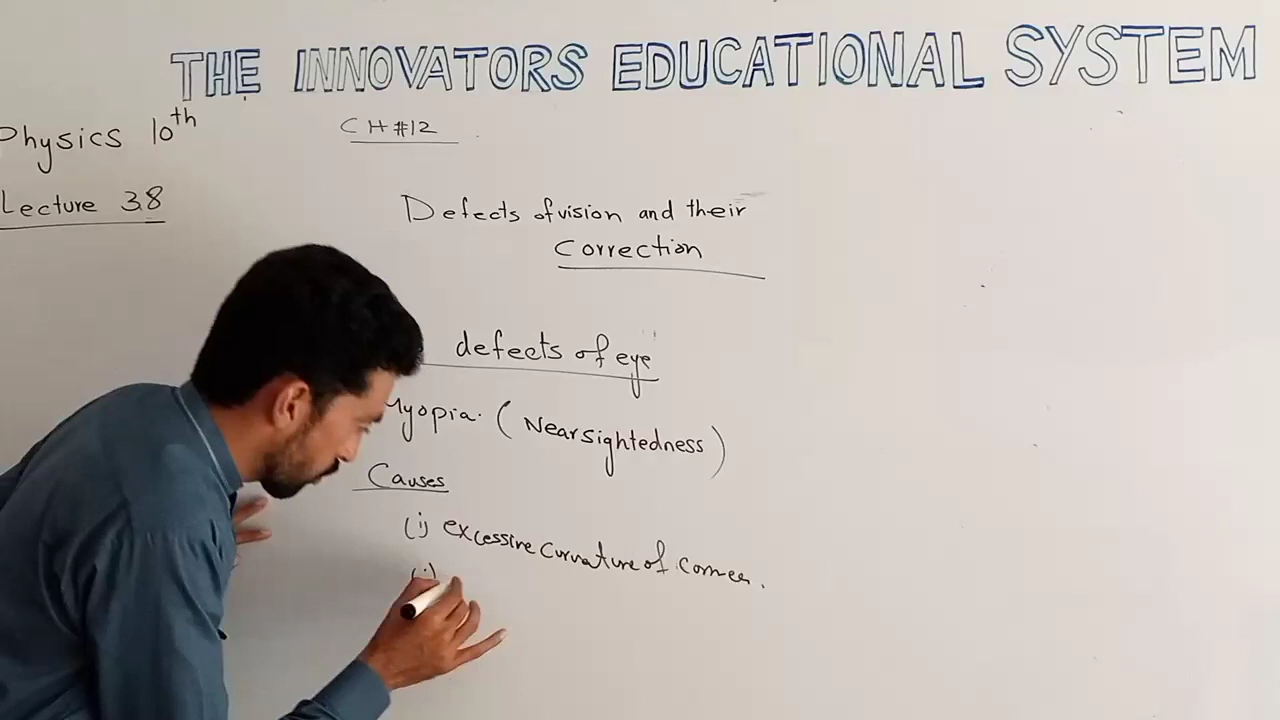 THE INNOVATORS EDUCATIONAL SYSTEM
Physics 10th
CH#12
Lecture 38
Defects of vision and their
Correction
defects of eye
Myopia. (Nearsightedness)
Causes
(i) excessive curvature of cornea.